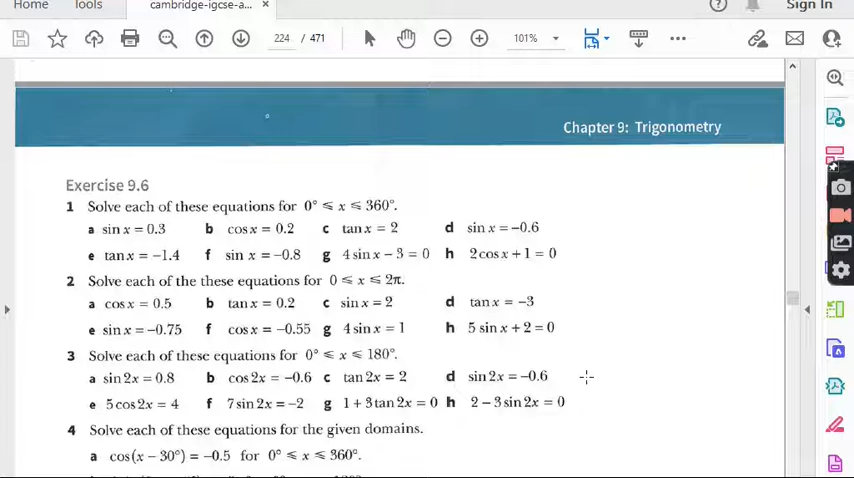 Home Tools cambridge-igcse-a... × Sign In
224 / 471 101%
Chapter 9: Trigonometry
Exercise 9.6
1 Solve each of these equations for 0° ⩽ x ⩽ 360°.
a sin x = 0.3 b cos x = 0.2 c tan x = 2 d sin x = −0.6
e tan x = −1.4 f sin x = −0.8 g 4 sin x − 3 = 0 h 2 cos x + 1 = 0
2 Solve each of the these equations for 0 ⩽ x ⩽ 2π.
a cos x = 0.5 b tan x = 0.2 c sin x = 2 d tan x = −3
e sin x = −0.75 f cos x = −0.55 g 4 sin x = 1 h 5 sin x + 2 = 0
3 Solve each of these equations for 0° ⩽ x ⩽ 180°.
a sin 2x = 0.8 b cos 2x = −0.6 c tan 2x = 2 d sin 2x = −0.6
e 5 cos 2x = 4 f 7 sin 2x = −2 g 1 + 3 tan 2x = 0 h 2 − 3 sin 2x = 0
4 Solve each of these equations for the given domains.
a cos(x − 30°) = −0.5 for 0° ⩽ x ⩽ 360°.